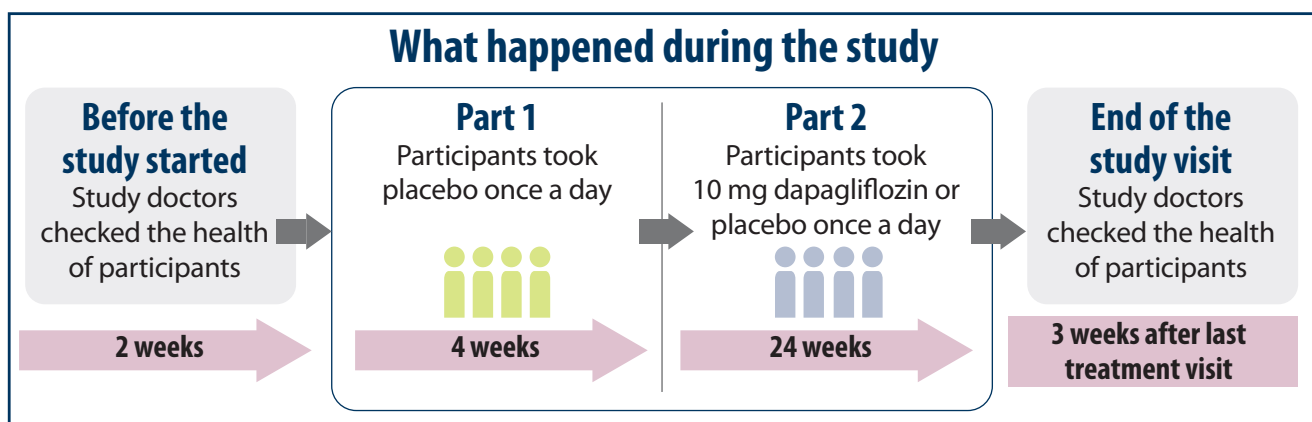 What happened during the study
Before the
study started
Study doctors
checked the health
of participants
2 weeks
Part 1
Participants took
placebo once a day
4 weeks
Part 2
Participants took
10 mg dapagliflozin or
placebo once a day
24 weeks
End of the
study visit
Study doctors
checked the health
of participants
3 weeks after last
treatment visit